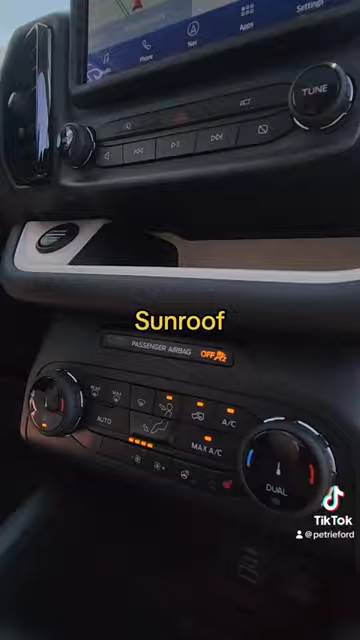 Settings
Apps
Nav
Phone
TUNE
Sunroof
PASSENGER AIRBAG OFF
A/C
AUTO
MAX A/C
DUAL
TikTok
@petrieford